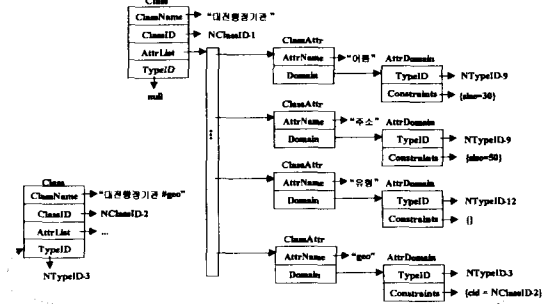 Class
ClassName "대전행정기관"
ClassID NClassID-1
AttrList
TypeID
null
ClassAttr
AttrName "이름" AttrDomain
Domain TypeID NTypeID-9
Constraints {size=30}
ClassAttr
AttrName "주소" AttrDomain
Domain TypeID NTypeID-9
Constraints {size=50}
ClassAttr
AttrName "유형" AttrDomain
Domain TypeID NTypeID-12
Constraints {}
ClassAttr
AttrName "geo" AttrDomain
Domain TypeID NTypeID-3
Constraints {cid = NClassID-2}
Class
ClassName "대전행정기관#geo"
ClassID NClassID-2
AttrList ...
TypeID
NTypeID-3